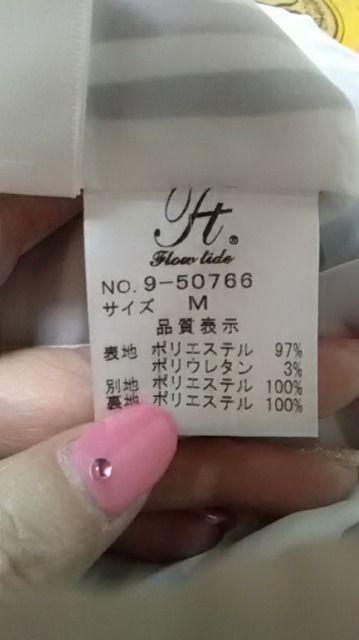 Ft®
Flow tide
NO. 9-50766
サイズ M
品質表示
表地 ポリエステル 97%
ポリウレタン 3%
別地 ポリエステル 100%
裏地 ポリエステル 100%